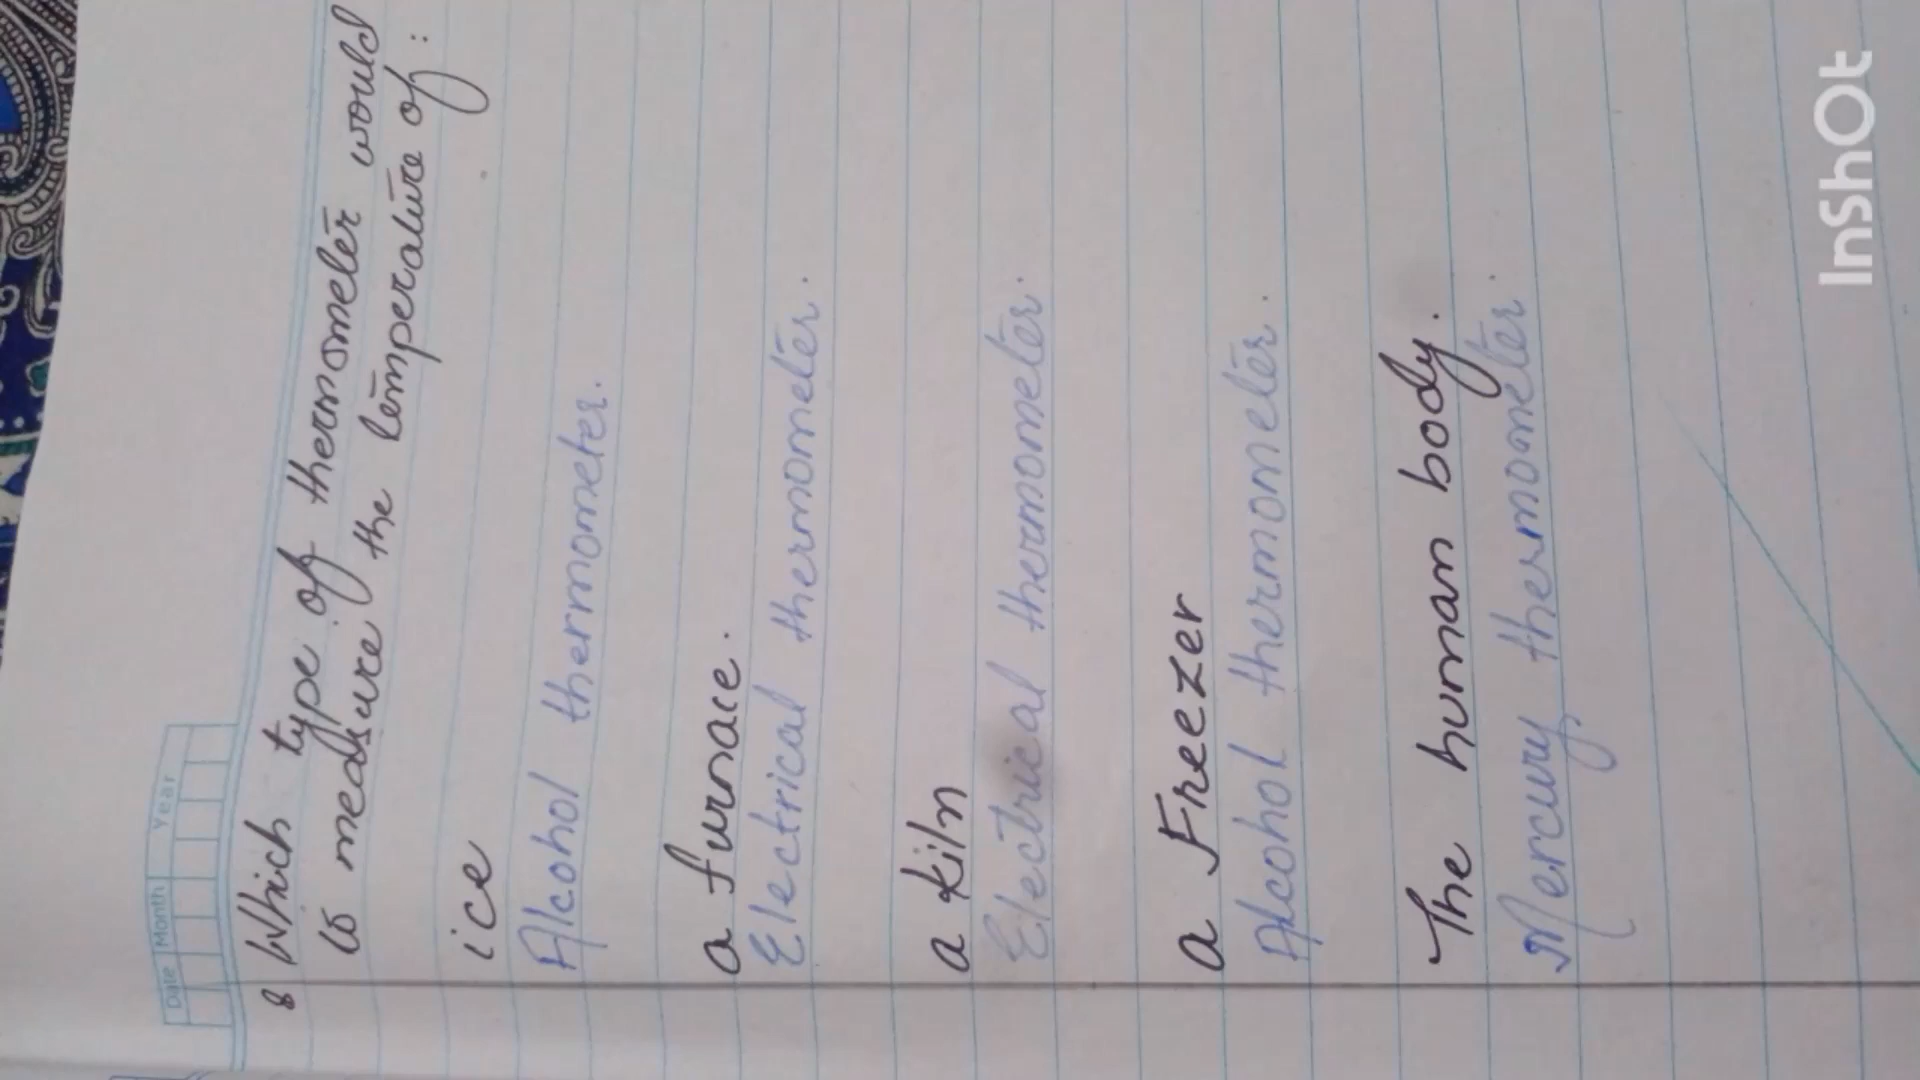 Date Month Year
8 Which type of thermometer would
to measure the temperature of :
ice
Alcohol thermometer.
a furnace.
Electrical thermometer.
a kiln
Electrical thermometer.
a Freezer
Alcohol thermometer.
The human body.
Mercury thermometer.
InShOt